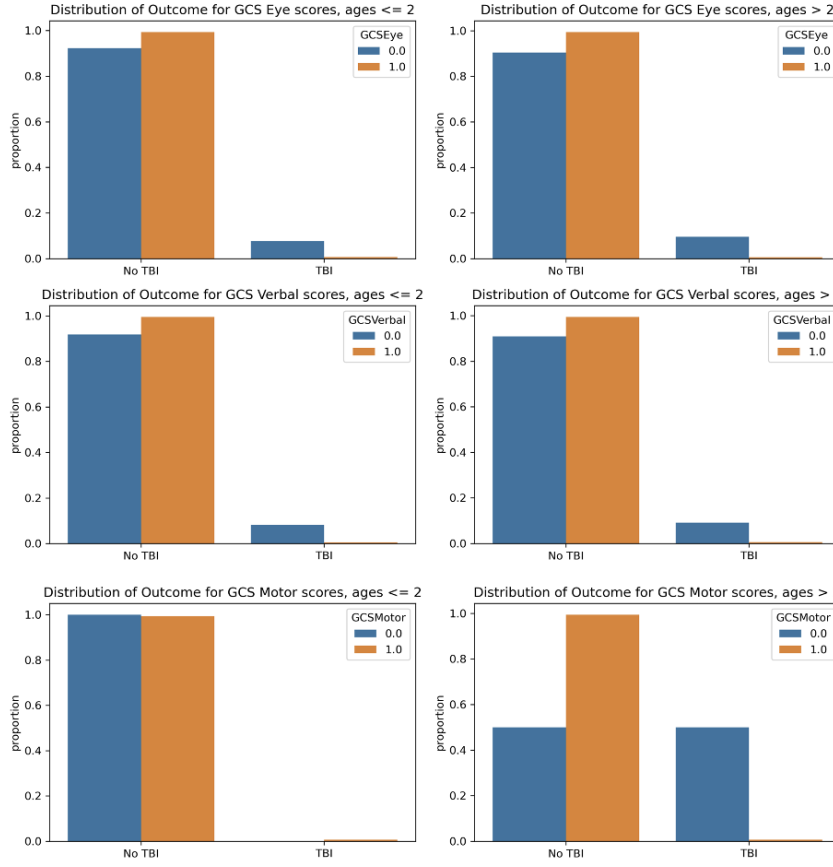 Distribution of Outcome for GCS Eye scores, ages <= 2
proportion
1.0
0.8
0.6
0.4
0.2
0.0
GCSEye
0.0
1.0
No TBI
TBI
Distribution of Outcome for GCS Eye scores, ages > 2
proportion
1.0
0.8
0.6
0.4
0.2
0.0
GCSEye
0.0
1.0
No TBI
TBI
Distribution of Outcome for GCS Verbal scores, ages <= 2
proportion
1.0
0.8
0.6
0.4
0.2
0.0
GCSVerbal
0.0
1.0
No TBI
TBI
Distribution of Outcome for GCS Verbal scores, ages >
proportion
1.0
0.8
0.6
0.4
0.2
0.0
GCSVerbal
0.0
1.0
No TBI
TBI
Distribution of Outcome for GCS Motor scores, ages <= 2
proportion
1.0
0.8
0.6
0.4
0.2
0.0
GCSMotor
0.0
1.0
No TBI
TBI
Distribution of Outcome for GCS Motor scores, ages >
proportion
1.0
0.8
0.6
0.4
0.2
0.0
GCSMotor
0.0
1.0
No TBI
TBI